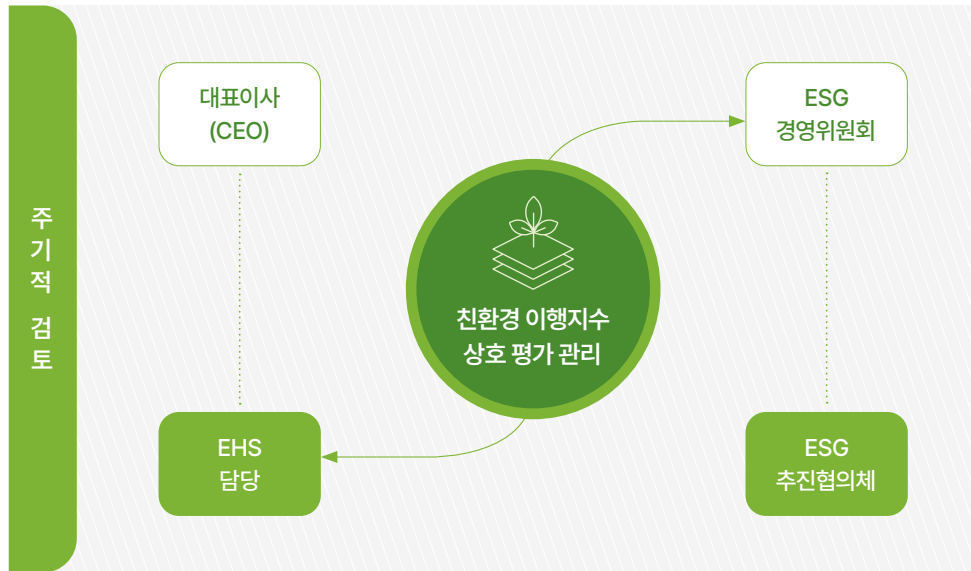 주기적 검토
대표이사
(CEO)
ESG
경영위원회
친환경 이행지수
상호 평가 관리
EHS
담당
ESG
추진협의체